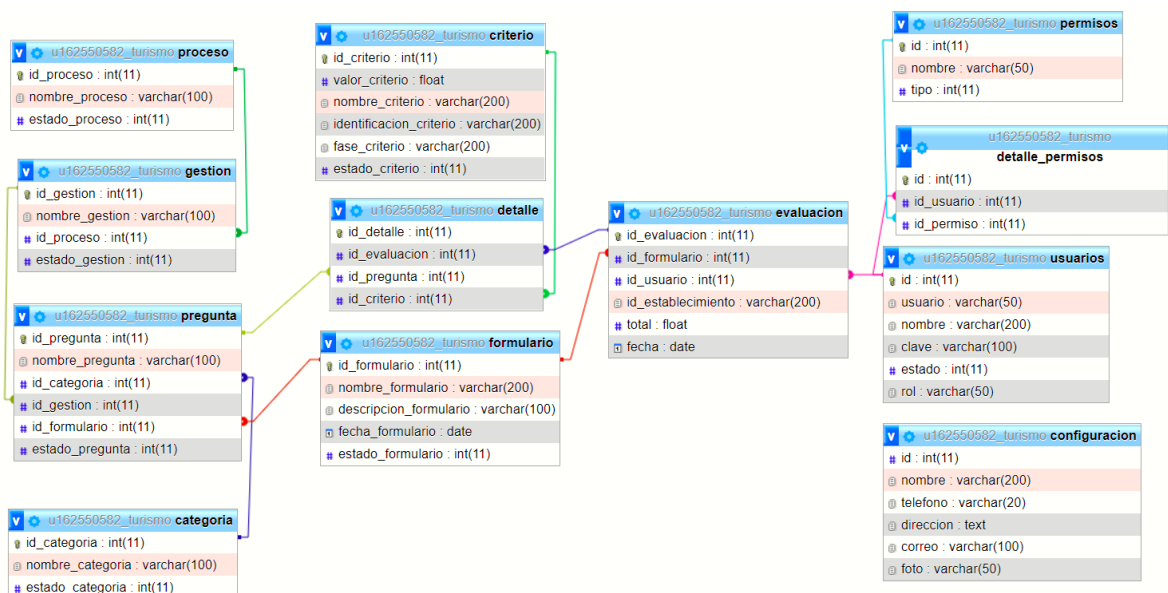 u162550582_turismo proceso
id_proceso : int(11)
nombre_proceso : varchar(100)
estado_proceso : int(11)
u162550582_turismo gestion
id_gestion : int(11)
nombre_gestion : varchar(100)
id_proceso : int(11)
estado_gestion : int(11)
u162550582_turismo pregunta
id_pregunta : int(11)
nombre_pregunta : varchar(100)
id_categoria : int(11)
id_gestion : int(11)
id_formulario : int(11)
estado_pregunta : int(11)
u162550582_turismo categoria
id_categoria : int(11)
nombre_categoria : varchar(100)
estado_categoria : int(11)
u162550582_turismo criterio
id_criterio : int(11)
valor_criterio : float
nombre_criterio : varchar(200)
identificacion_criterio : varchar(200)
fase_criterio : varchar(200)
estado_criterio : int(11)
u162550582_turismo detalle
id_detalle : int(11)
id_evaluacion : int(11)
id_pregunta : int(11)
id_criterio : int(11)
u162550582_turismo formulario
id_formulario : int(11)
nombre_formulario : varchar(200)
descripcion_formulario : varchar(100)
fecha_formulario : date
estado_formulario : int(11)
u162550582_turismo evaluacion
id_evaluacion : int(11)
id_formulario : int(11)
id_usuario : int(11)
id_establecimiento : varchar(200)
total : float
fecha : date
u162550582_turismo permisos
id : int(11)
nombre : varchar(50)
tipo : int(11)
u162550582_turismo
detalle_permisos
id : int(11)
id_usuario : int(11)
id_permiso : int(11)
u162550582_turismo usuarios
id : int(11)
usuario : varchar(50)
nombre : varchar(200)
clave : varchar(100)
estado : int(11)
rol : varchar(50)
u162550582_turismo configuracion
id : int(11)
nombre : varchar(200)
telefono : varchar(20)
direccion : text
correo : varchar(100)
foto : varchar(50)